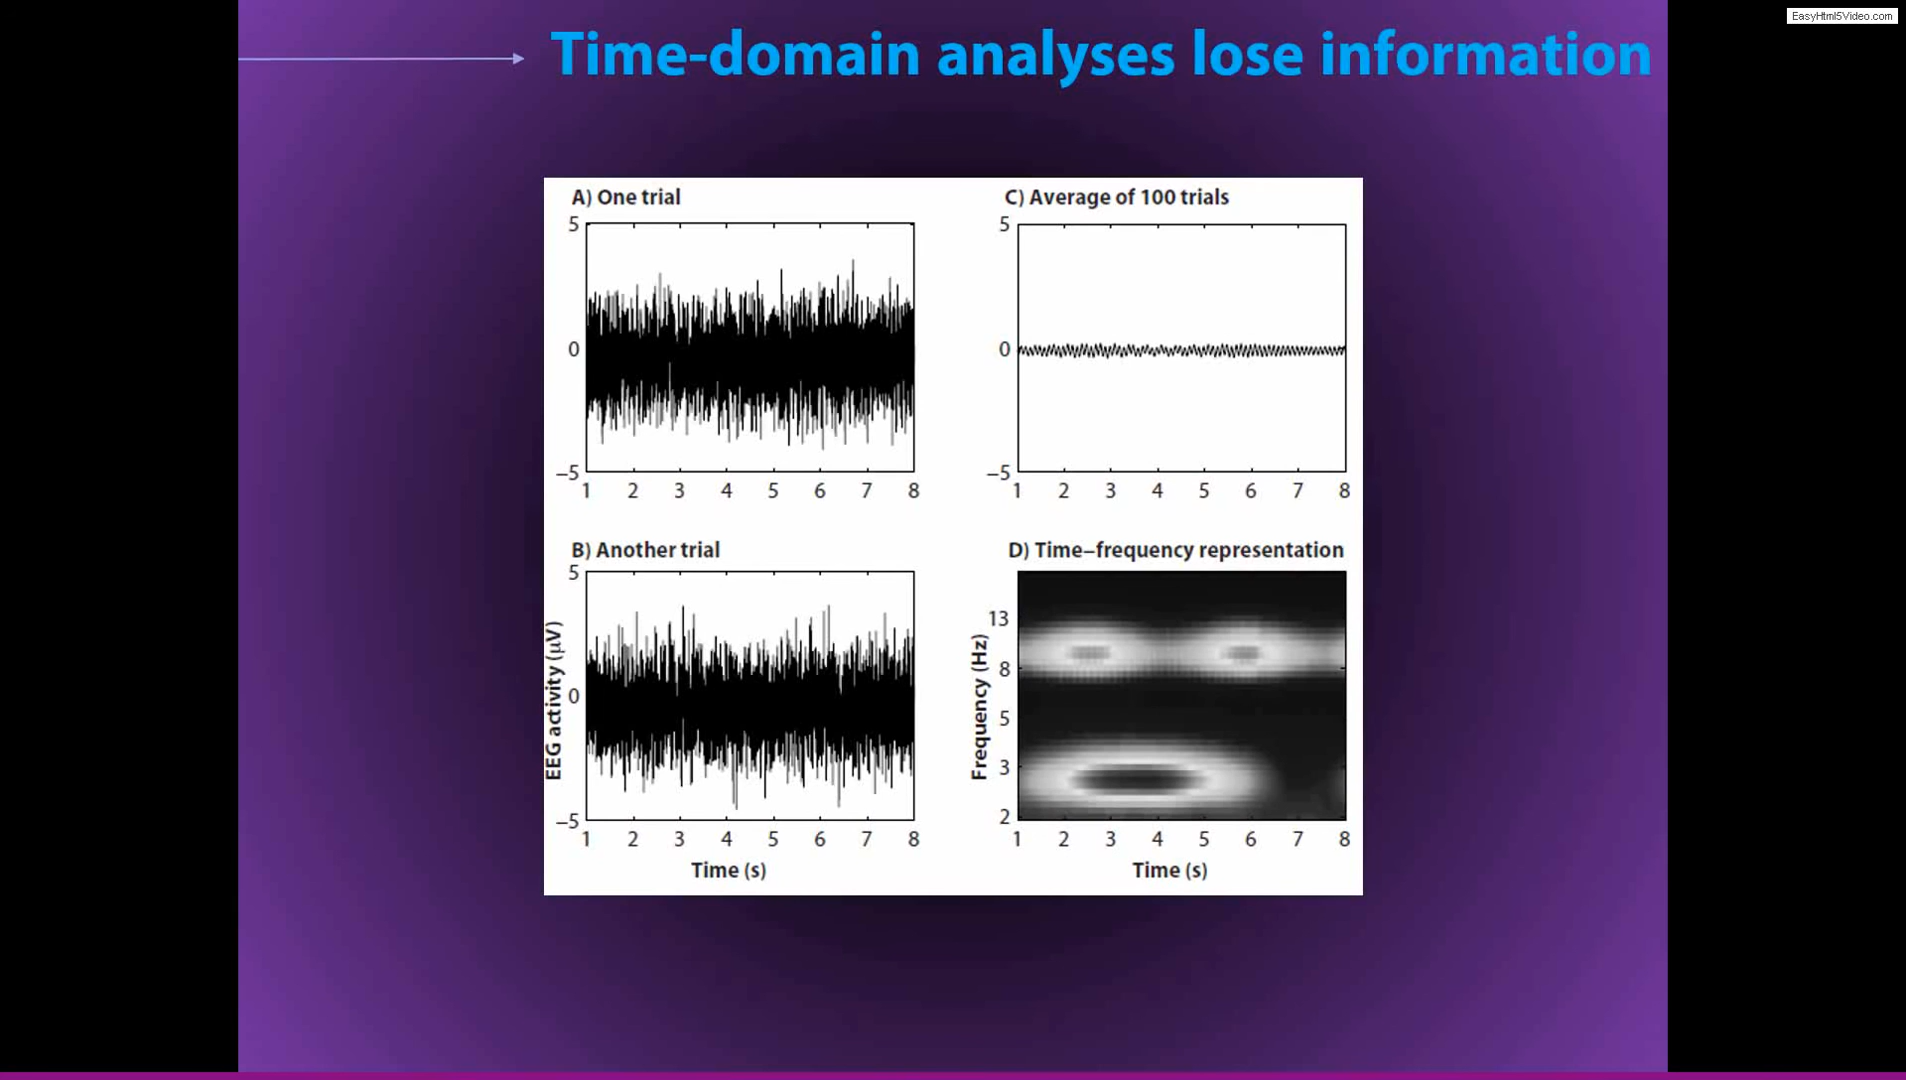 EasyHtml5Video.com
Time-domain analyses lose information
A) One trial
5
0
−5
1 2 3 4 5 6 7 8
C) Average of 100 trials
5
0
−5
1 2 3 4 5 6 7 8
B) Another trial
5
0
−5
EEG activity (μV)
1 2 3 4 5 6 7 8
Time (s)
D) Time–frequency representation
13
8
5
3
2
Frequency (Hz)
1 2 3 4 5 6 7 8
Time (s)